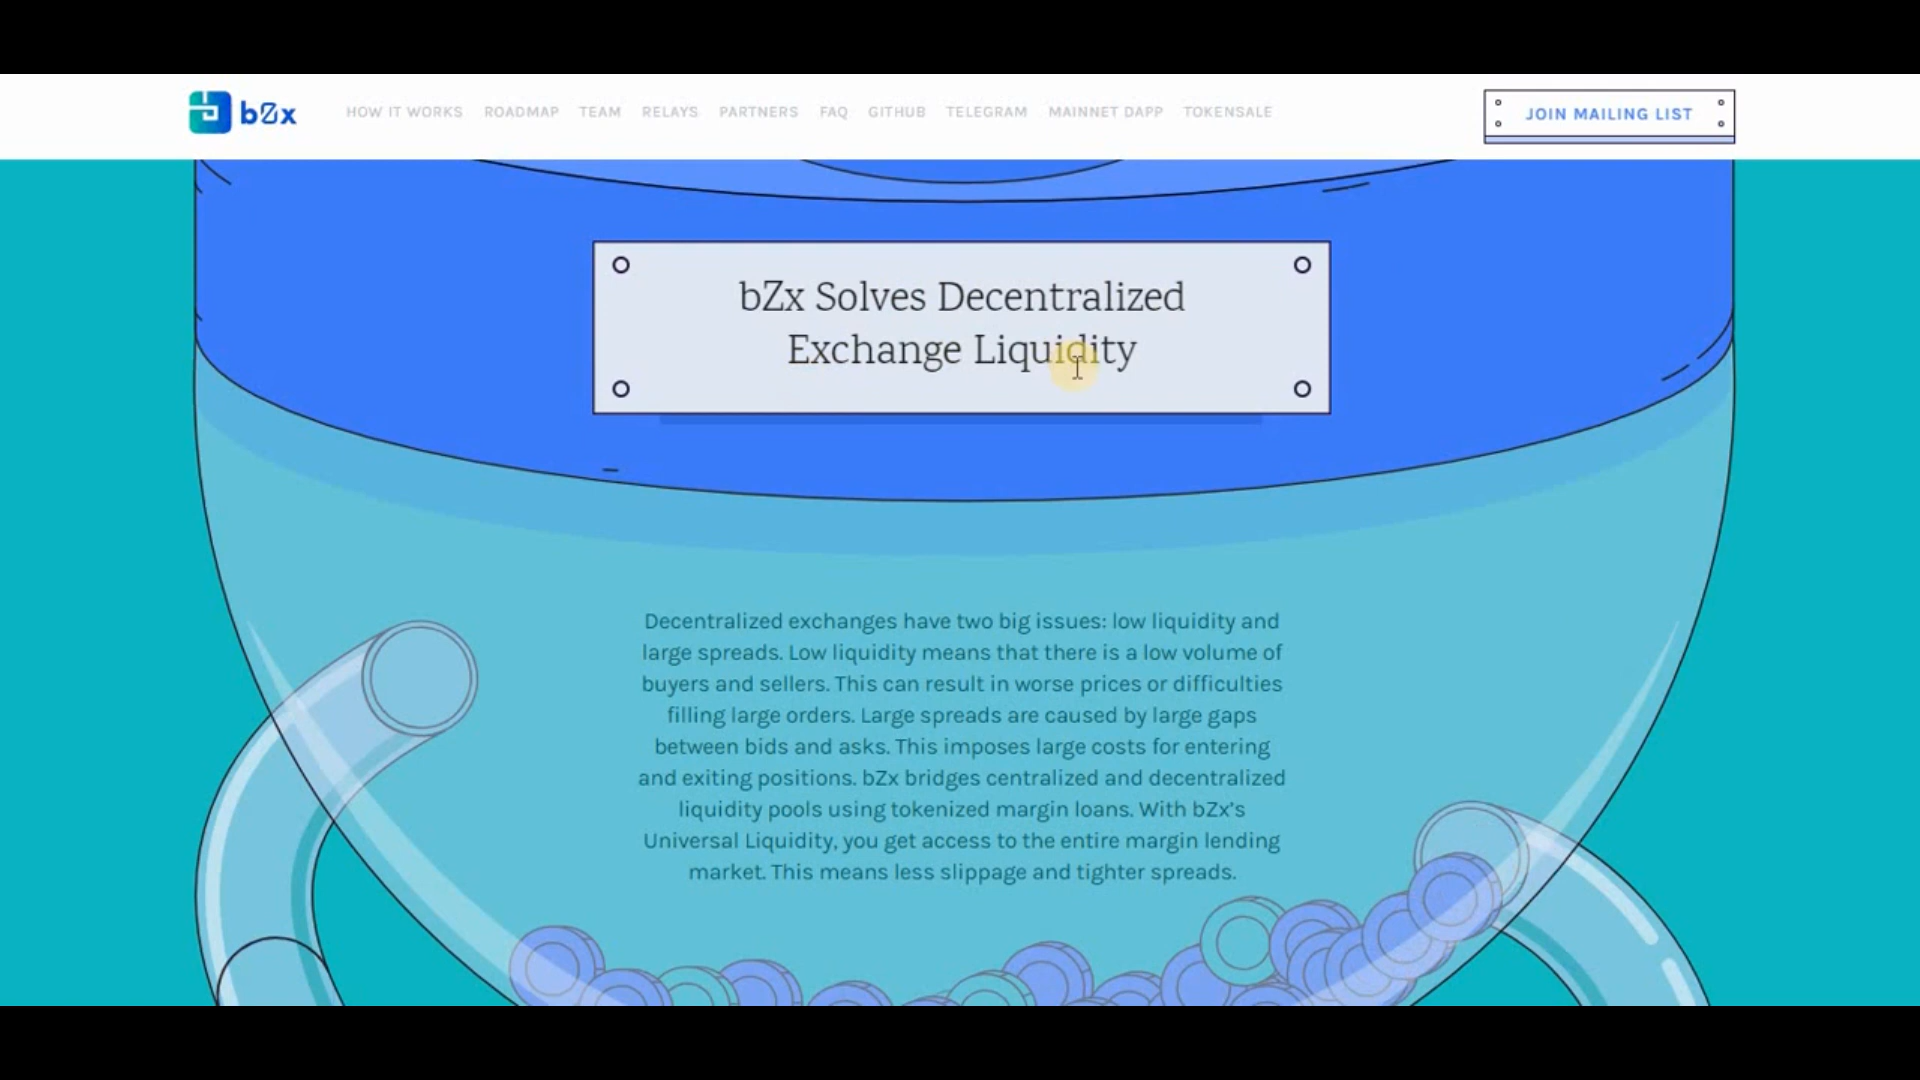 bZx HOW IT WORKS ROADMAP TEAM RELAYS PARTNERS FAQ GITHUB TELEGRAM MAINNET DAPP TOKENSALE JOIN MAILING LIST
bZx Solves Decentralized
Exchange Liquidity
Decentralized exchanges have two big issues: low liquidity and
large spreads. Low liquidity means that there is a low volume of
buyers and sellers. This can result in worse prices or difficulties
filling large orders. Large spreads are caused by large gaps
between bids and asks. This imposes large costs for entering
and exiting positions. bZx bridges centralized and decentralized
liquidity pools using tokenized margin loans. With bZx's
Universal Liquidity, you get access to the entire margin lending
market. This means less slippage and tighter spreads.